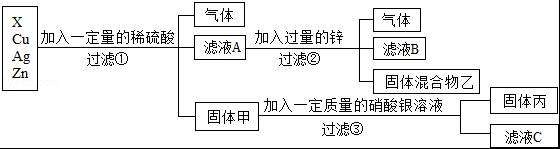 X
Cu
Ag
Zn
加入一定量的稀硫酸
过滤①
气体
滤液A
固体甲
加入过量的锌
过滤②
气体
滤液B
固体混合物乙
加入一定质量的硝酸银溶液
过滤③
固体丙
滤液C